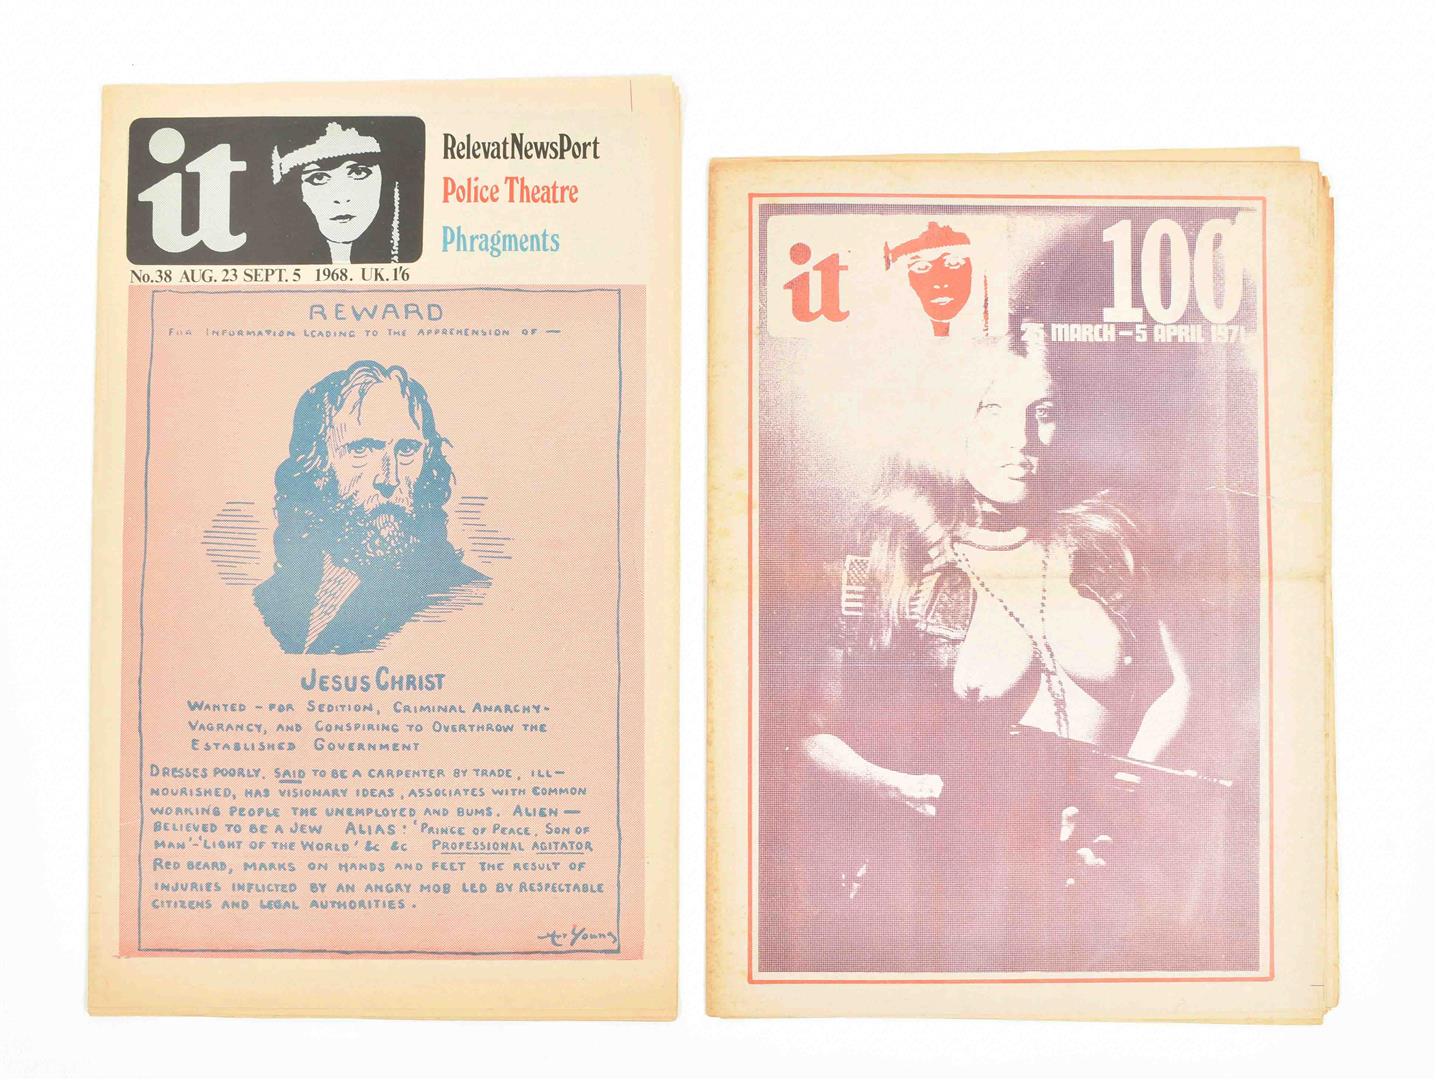 it
RelevatNewsPort
Police Theatre
Phragments
No.38 AUG. 23 SEPT. 5 1968. UK. 1'6
REWARD
FOR INFORMATION LEADING TO THE APPREHENSION OF —
JESUS CHRIST
WANTED - FOR SEDITION, CRIMINAL ANARCHY-
VAGRANCY, AND CONSPIRING TO OVERTHROW THE
ESTABLISHED GOVERNMENT
DRESSES POORLY. SAID TO BE A CARPENTER BY TRADE, ILL-
NOURISHED, HAS VISIONARY IDEAS, ASSOCIATES WITH COMMON
WORKING PEOPLE THE UNEMPLOYED AND BUMS. ALIEN —
BELIEVED TO BE A JEW ALIAS: 'PRINCE OF PEACE, SON OF
MAN'-'LIGHT OF THE WORLD' &c &c PROFESSIONAL AGITATOR
RED BEARD, MARKS ON HANDS AND FEET THE RESULT OF
INJURIES INFLICTED BY AN ANGRY MOB LED BY RESPECTABLE
CITIZENS AND LEGAL AUTHORITIES.
Art Young
it
100
25 MARCH—5 APRIL 1971